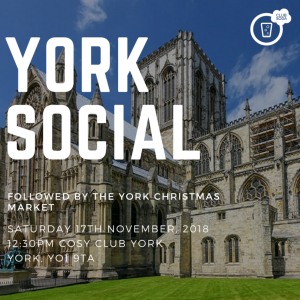 YORK
SOCIAL
FOLLOWED BY THE YORK CHRISTMAS
MARKET
SATURDAY 17TH NOVEMBER, 2018
12:30PM COSY CLUB YORK
YORK, YO1 9TA